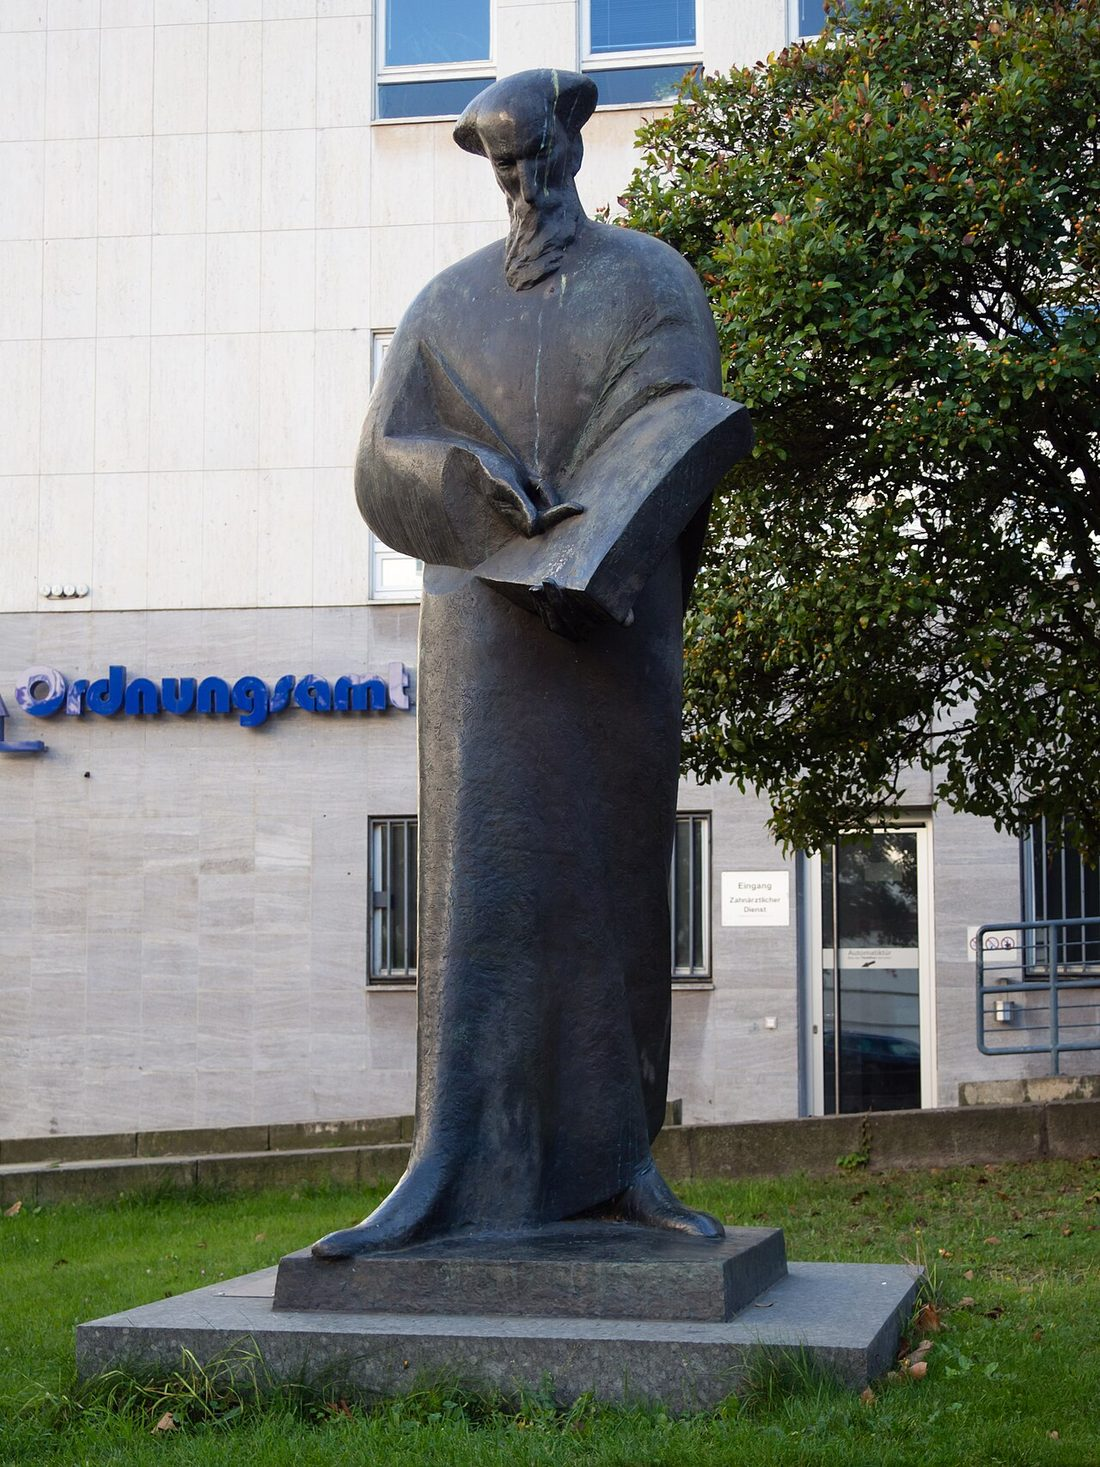 Ordnungsamt
Eingang
Zahnärztlicher
Dienst
Automatiktür